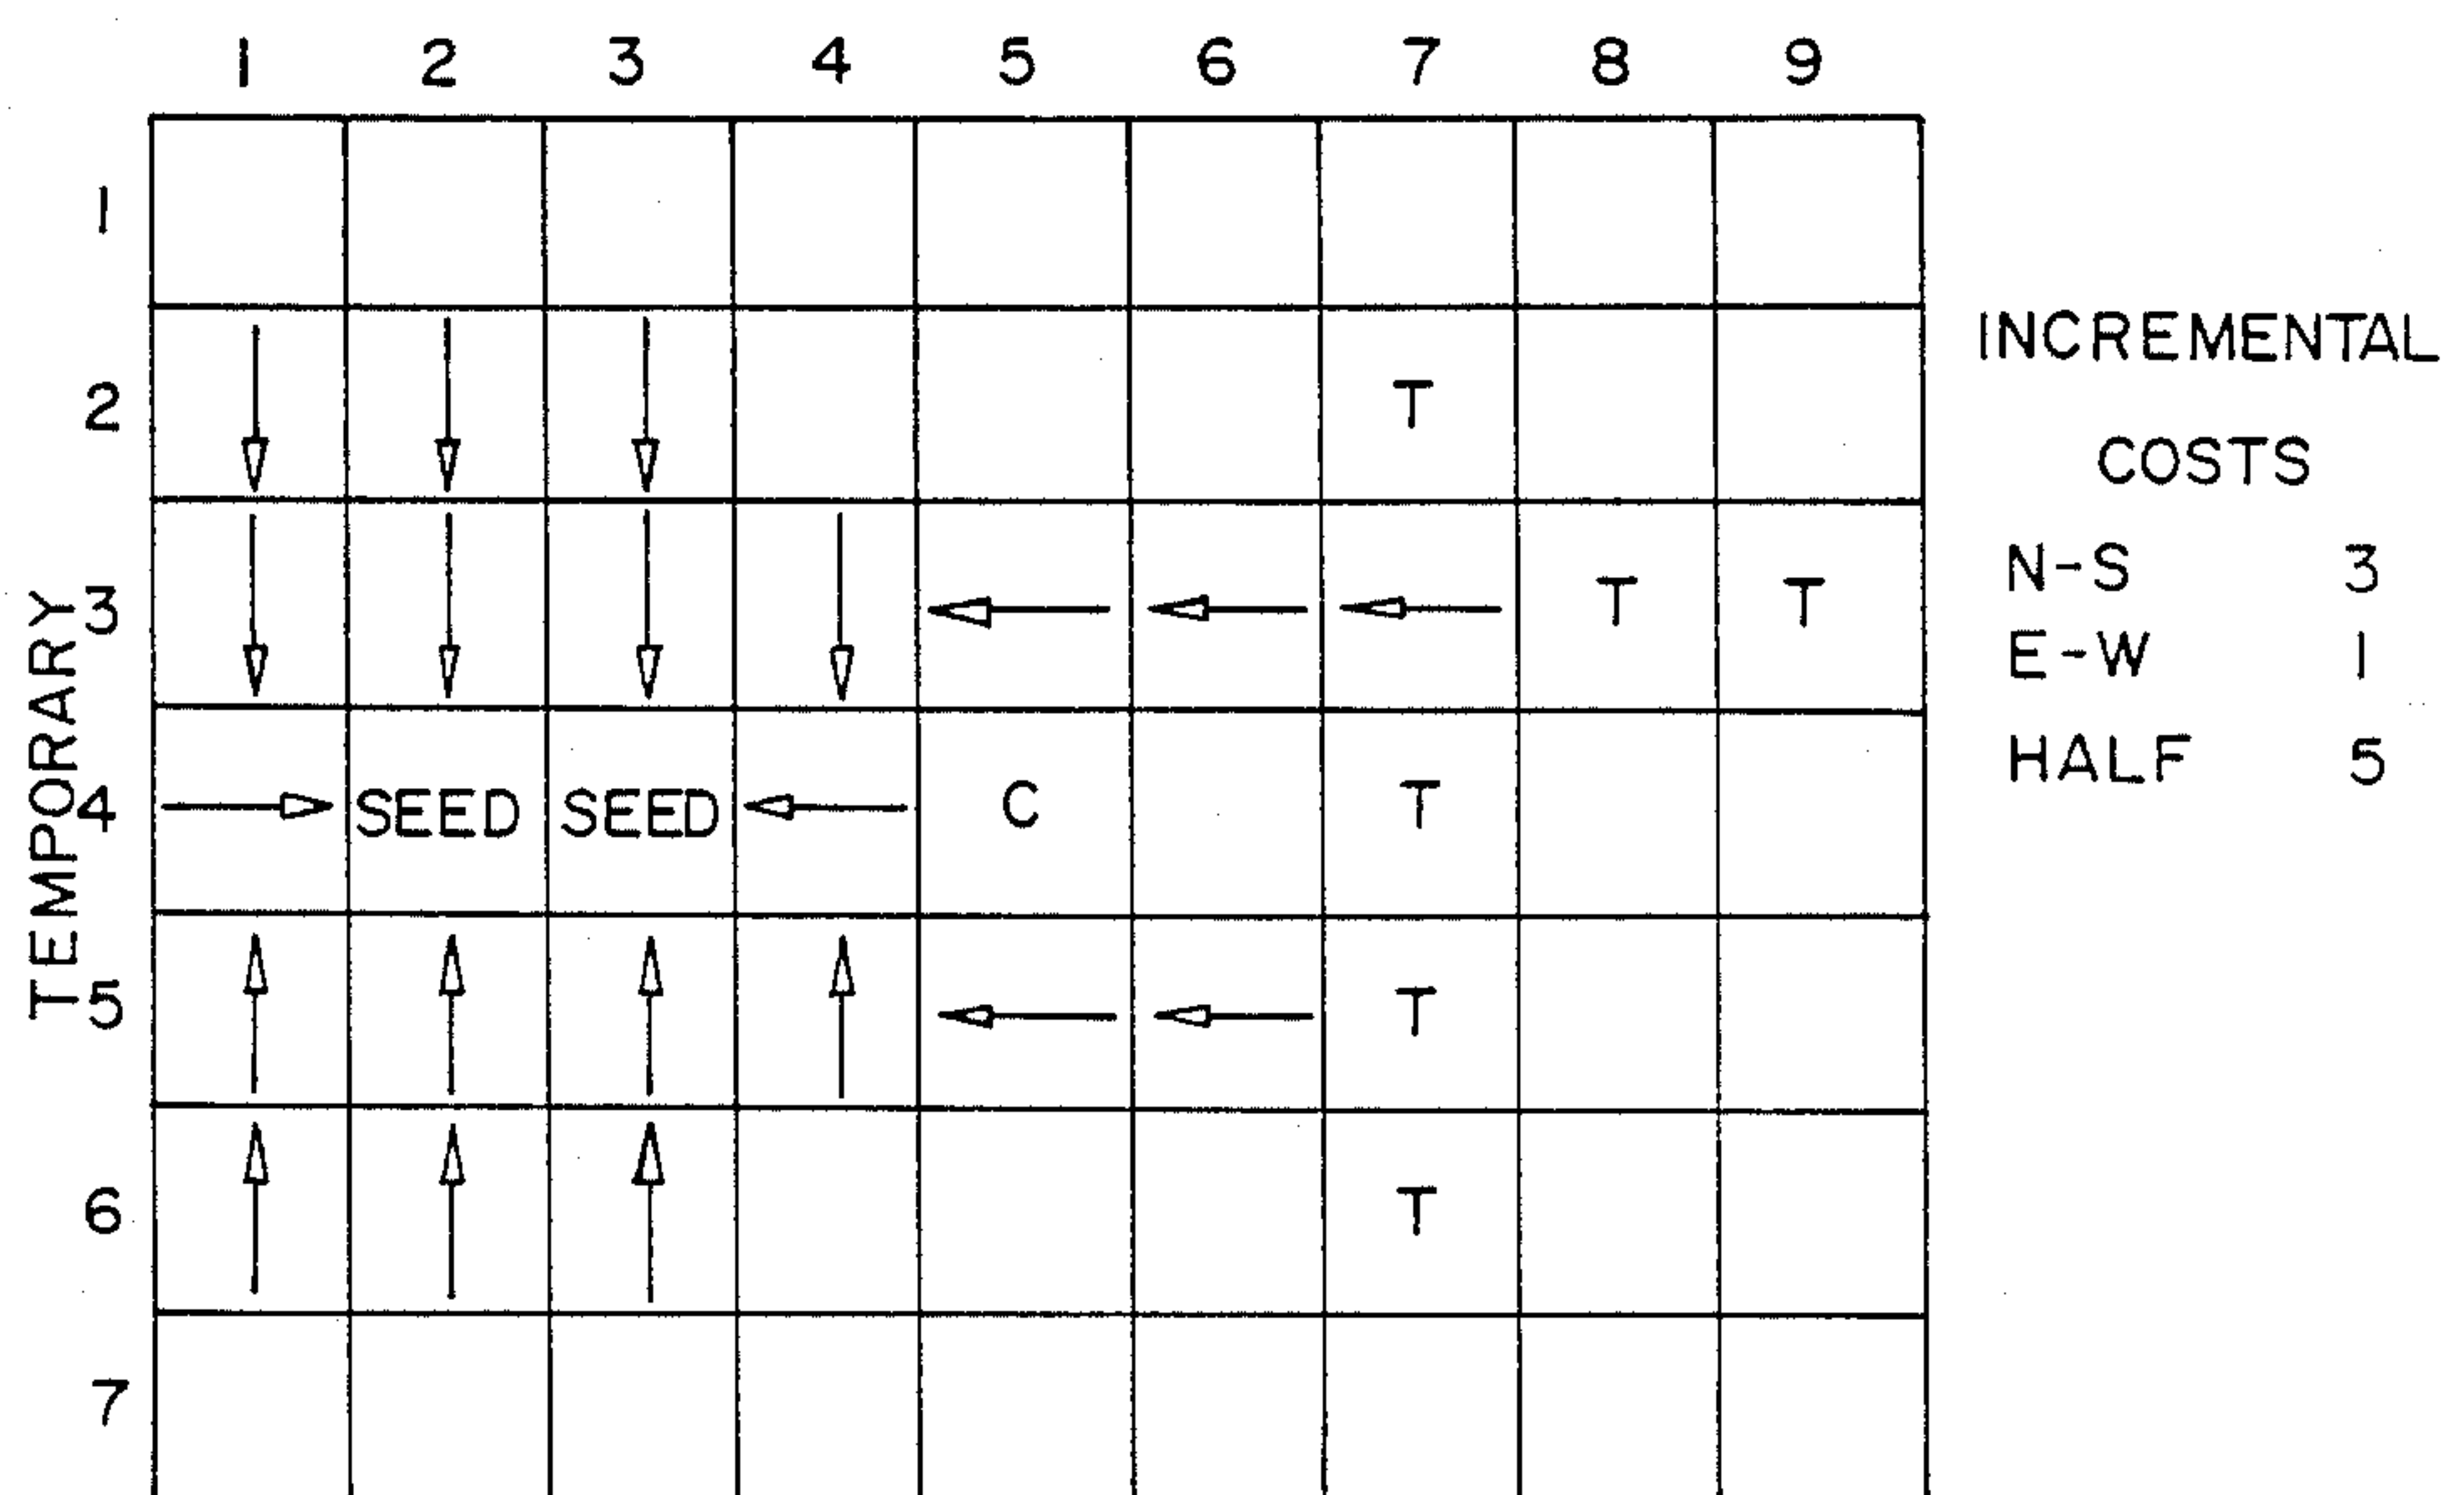 1 2 3 4 5 6 7 8 9
1
2 T
3 T T
4 SEED SEED C T
5 T
6 T
7
TEMPORARY
INCREMENTAL
COSTS
N-S 3
E-W 1
HALF 5